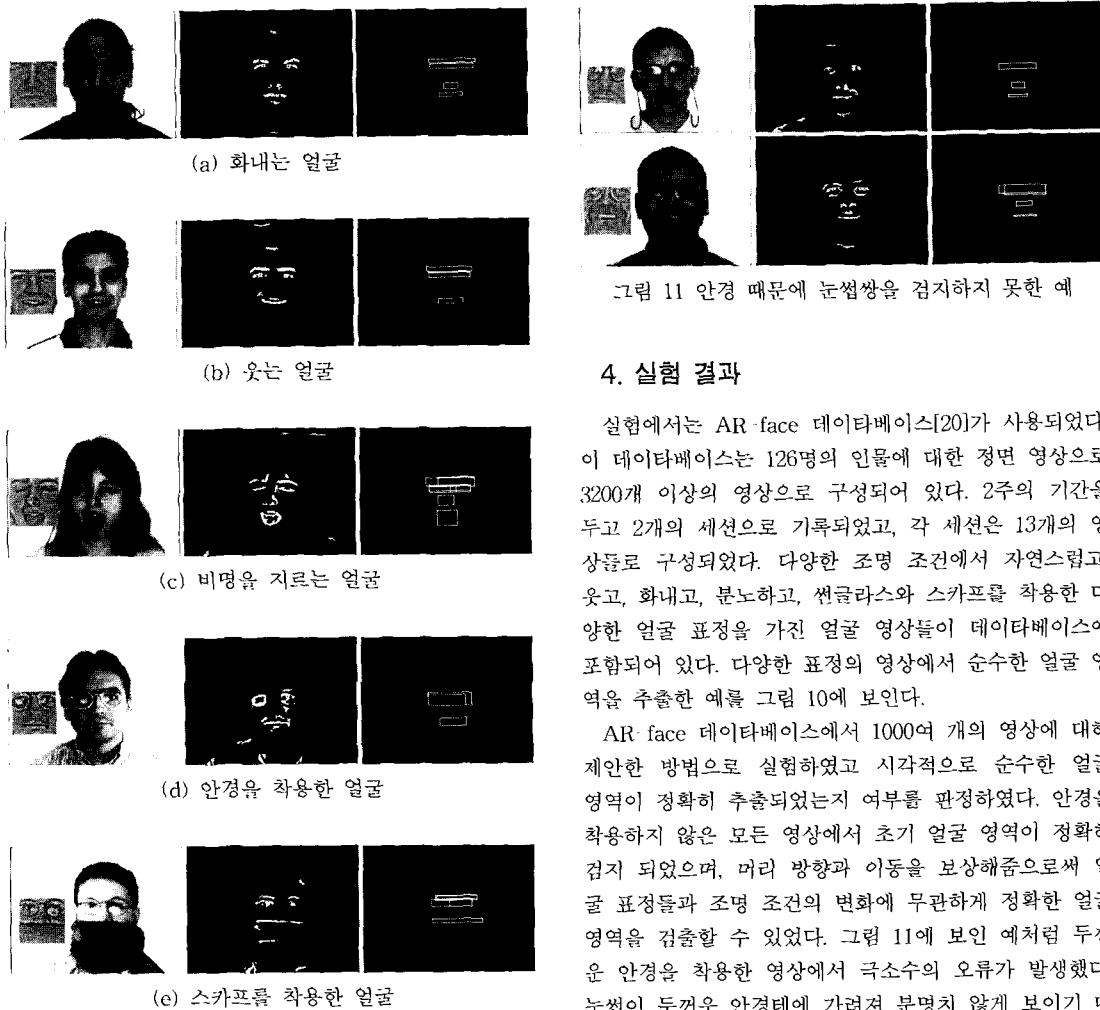 (a) 화내는 얼굴
(b) 웃는 얼굴
(c) 비명을 지르는 얼굴
(d) 안경을 착용한 얼굴
(e) 스카프를 착용한 얼굴
그림 11 안경 때문에 눈썹쌍을 검지하지 못한 예
4. 실험 결과
실험에서는 AR face 데이타베이스[20]가 사용되었다
이 데이타베이스는 126명의 인물에 대한 정면 영상으로
3200개 이상의 영상으로 구성되어 있다. 2주의 기간을
두고 2개의 세션으로 기록되었고, 각 세션은 13개의 영
상들로 구성되었다. 다양한 조명 조건에서 자연스럽고
웃고, 화내고, 분노하고, 썬글라스와 스카프를 착용한 다
양한 얼굴 표정을 가진 얼굴 영상들이 데이타베이스에
포함되어 있다. 다양한 표정의 영상에서 순수한 얼굴 영
역을 추출한 예를 그림 10에 보인다.
AR face 데이타베이스에서 1000여 개의 영상에 대해
제안한 방법으로 실험하였고 시각적으로 순수한 얼굴
영역이 정확히 추출되었는지 여부를 판정하였다. 안경을
착용하지 않은 모든 영상에서 초기 얼굴 영역이 정확히
검지 되었으며, 머리 방향과 이동을 보상해줌으로써 얼
굴 표정들과 조명 조건의 변화에 무관하게 정확한 얼굴
영역을 검출할 수 있었다. 그림 11에 보인 예처럼 두꺼
운 안경을 착용한 영상에서 극소수의 오류가 발생했다
눈썹이 두꺼운 안경테에 가려져 분명치 않게 보이기